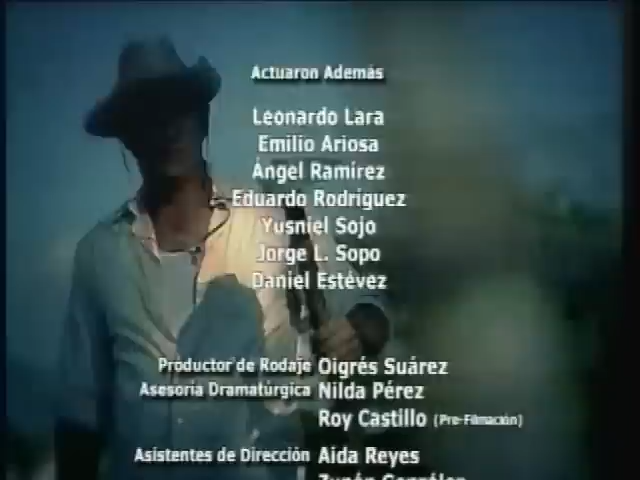 Actuaron Además
Leonardo Lara
Emilio Ariosa
Ángel Ramírez
Eduardo Rodríguez
Yusniel Sojo
Jorge L. Sopo
Daniel Estévez
Productor de Rodaje Oigrés Suárez
Asesoría Dramatúrgica Nilda Pérez
Roy Castillo (Pre-Filmación)
Asistentes de Dirección Aida Reyes